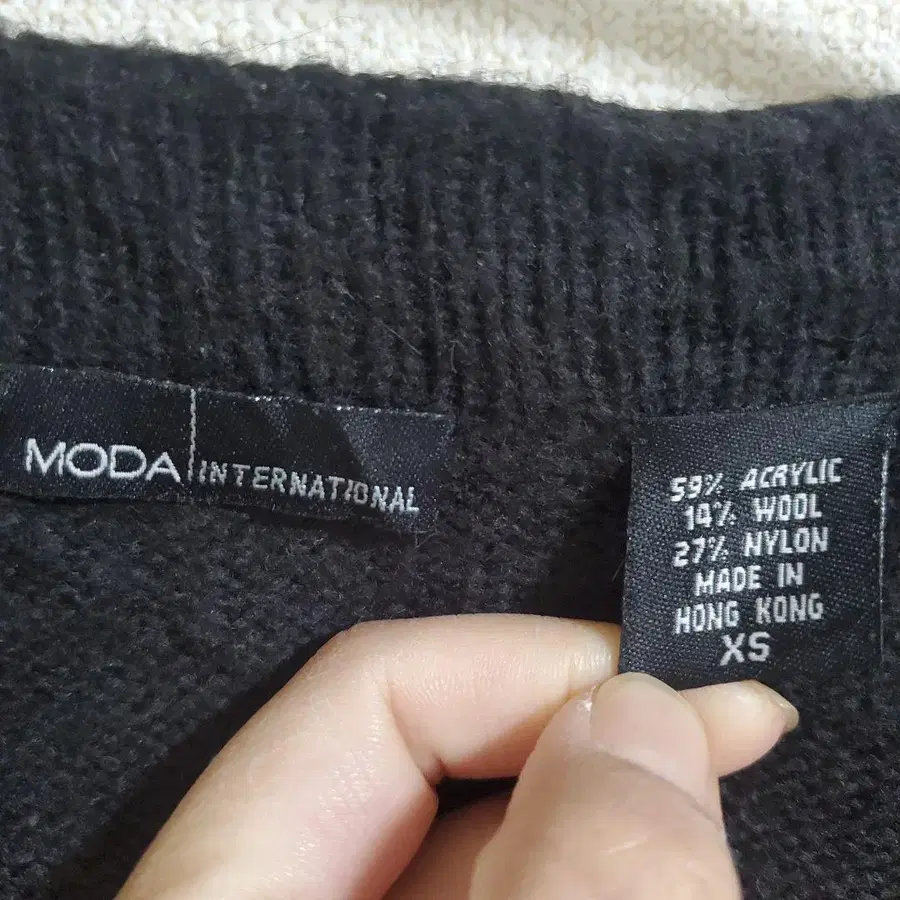 MODA INTERNATIONAL
59% ACRYLIC
14% WOOL
27% NYLON
MADE IN
HONG KONG
XS